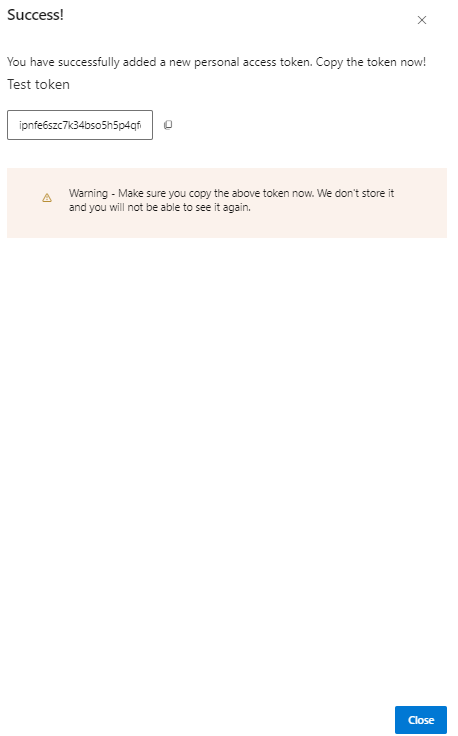 Success!
You have successfully added a new personal access token. Copy the token now!
Test token
ipnfe6szc7k34bso5h5p4qf
Warning - Make sure you copy the above token now. We don't store it
and you will not be able to see it again.
Close